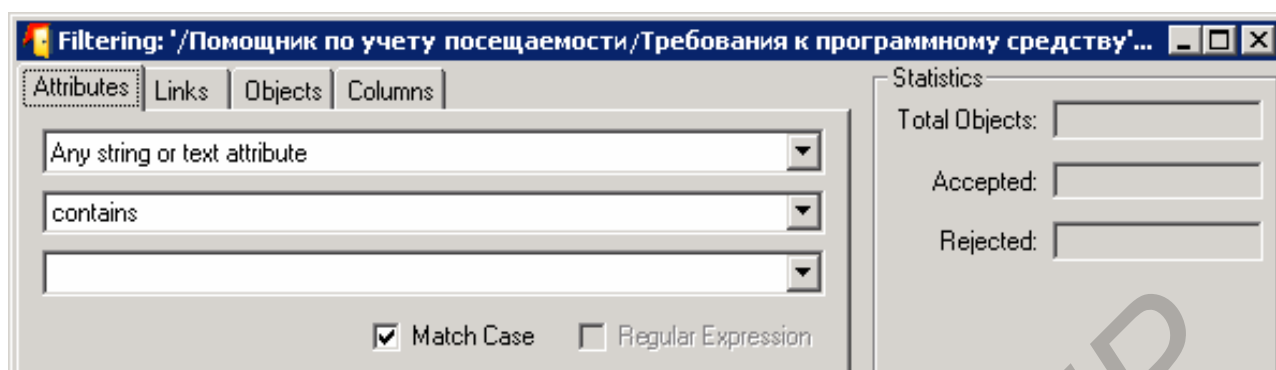 Filtering: '/Помощник по учету посещаемости/Требования к программному средству'...
Attributes Links Objects Columns
Statistics
Total Objects:
Any string or text attribute
Accepted:
contains
Rejected:
Match Case Regular Expression